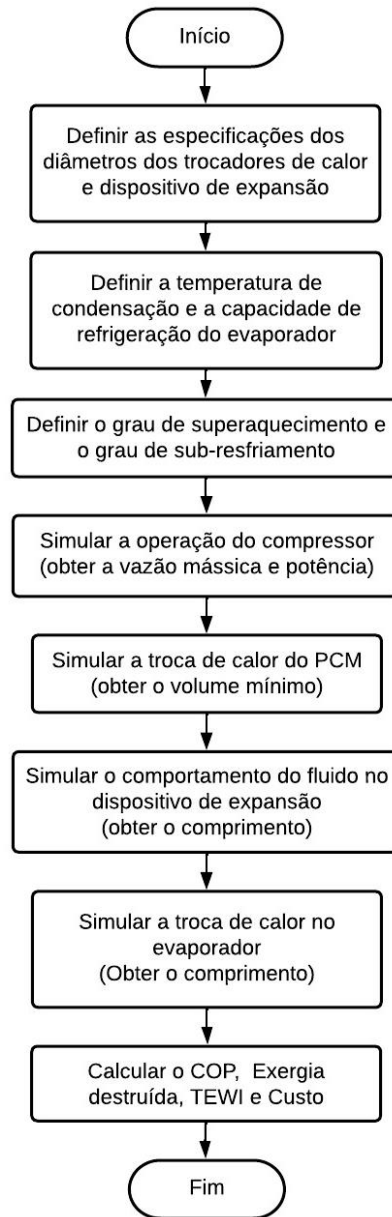 Início
Definir as especificações dos
diâmetros dos trocadores de calor
e dispositivo de expansão
Definir a temperatura de
condensação e a capacidade de
refrigeração do evaporador
Definir o grau de superaquecimento e
o grau de sub-resfriamento
Simular a operação do compressor
(obter a vazão mássica e potência)
Simular a troca de calor do PCM
(obter o volume mínimo)
Simular o comportamento do fluido no
dispositivo de expansão
(obter o comprimento)
Simular a troca de calor no
evaporador
(Obter o comprimento)
Calcular o COP, Exergia
destruída, TEWI e Custo
Fim